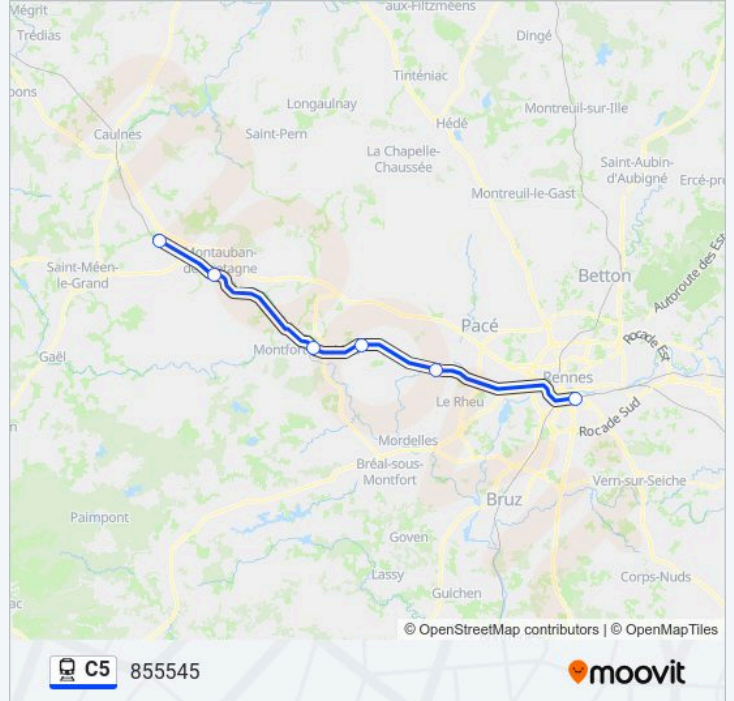 Mégrit
aux-Filtzméens
Trédias
Dingé
Tinténiac
Longaulnay
Montreuil-sur-Ille
Caulnes
Saint-Pern
Hédé
La Chapelle-
Chaussée
Saint-Aubin-
d'Aubigné
Montreuil-le-Gast
Saint-Méen-
le-Grand
Betton
Autoroute des Est
Pacé
Rocade Est
Montfort
Gaël
Rennes
Le Rheu
Rocade Sud
Mordelles
Bréal-sous-
Montfort
Vern-sur-Seiche
Bruz
Paimpont
Goven
Lassy
Corps-Nuds
Guichen
© OpenStreetMap contributors | © OpenMapTiles
C5 855545
moovit